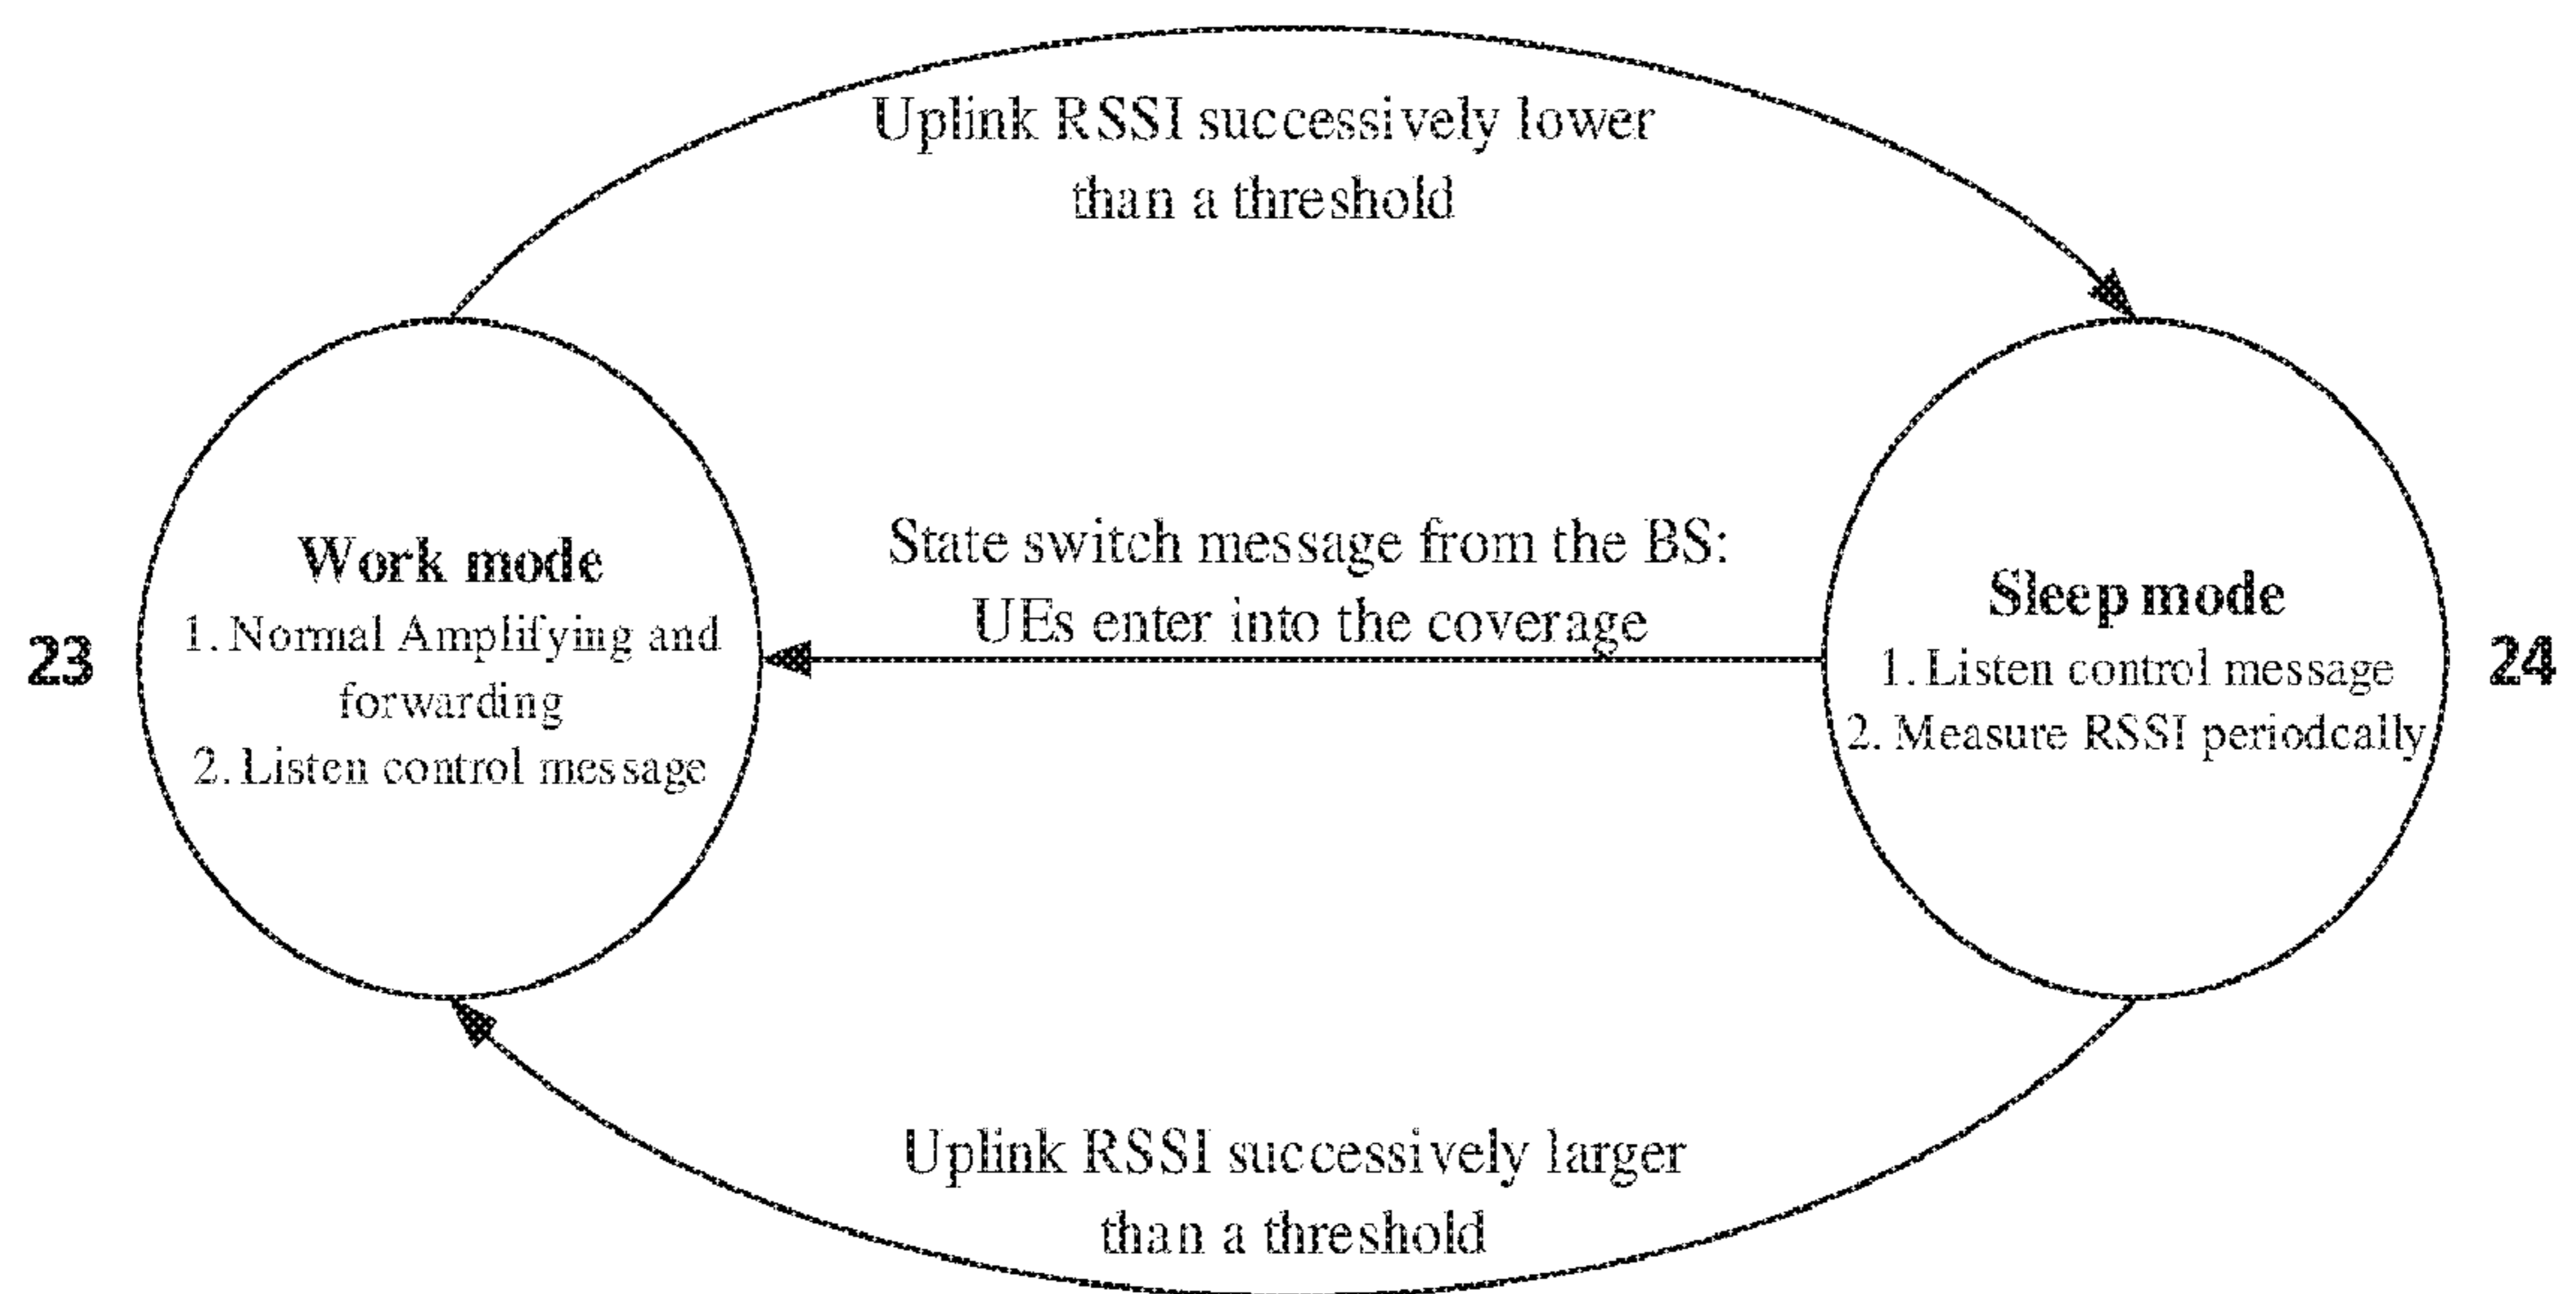 Uplink RSSI successively lower
than a threshold
Work mode
1. Normal Amplifying and
forwarding
2. Listen control message
23
State switch message from the BS:
UEs enter into the coverage
Sleep mode
1. Listen control message
2. Measure RSSI periodcally
24
Uplink RSSI successively larger
than a threshold